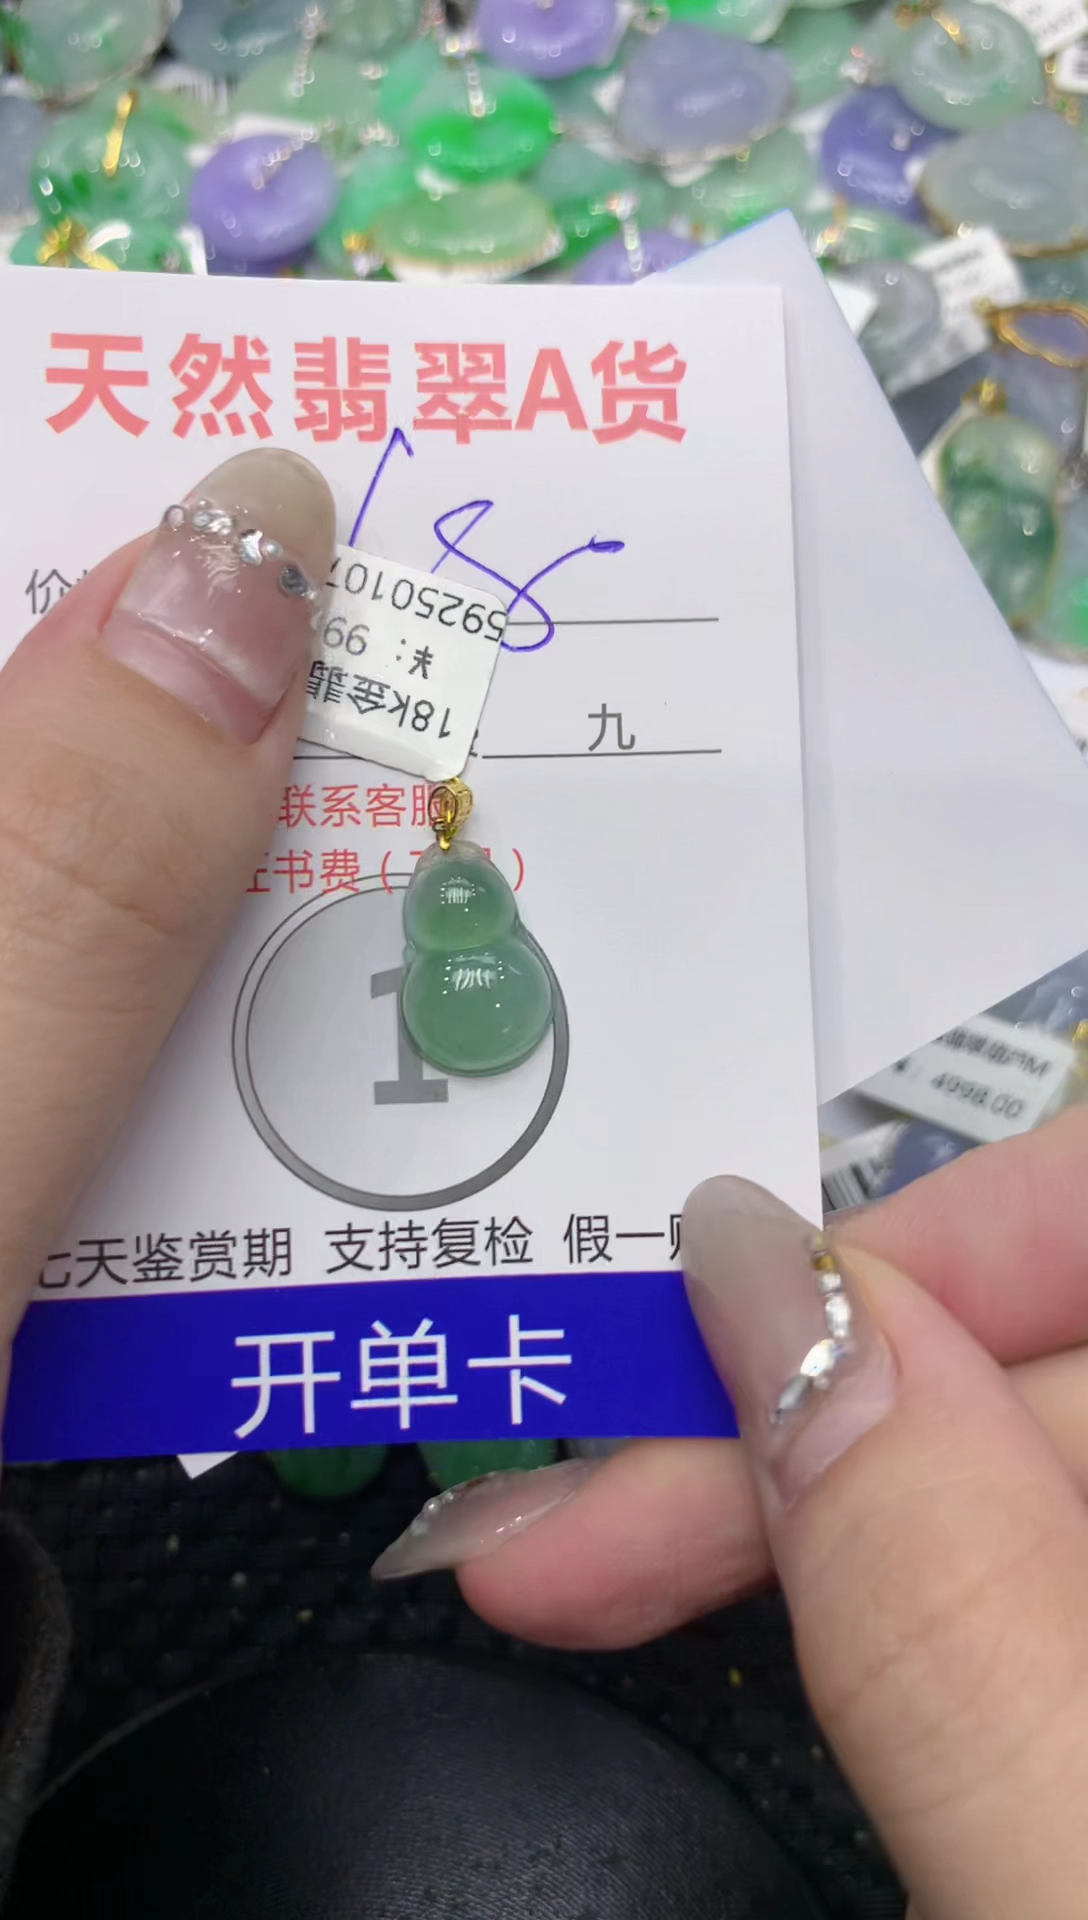 天然翡翠A货
18
价
59250107
¥: 99
18k金翡
九
联系客服
证书费（
1
七天鉴赏期 支持复检 假一
开单卡
4998.00